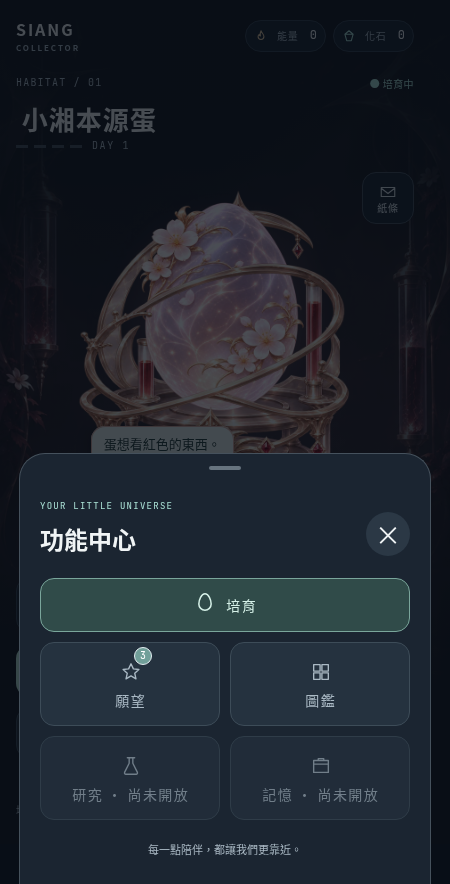 SIANG
COLLECTOR
能量 0
化石 0
HABITAT / 01
培育中
小湘本源蛋
DAY 1
紙條
蛋想看紅色的東西。
YOUR LITTLE UNIVERSE
功能中心
培育
3
願望
圖鑑
研究 · 尚未開放
記憶 · 尚未開放
每一點陪伴，都讓我們更靠近。